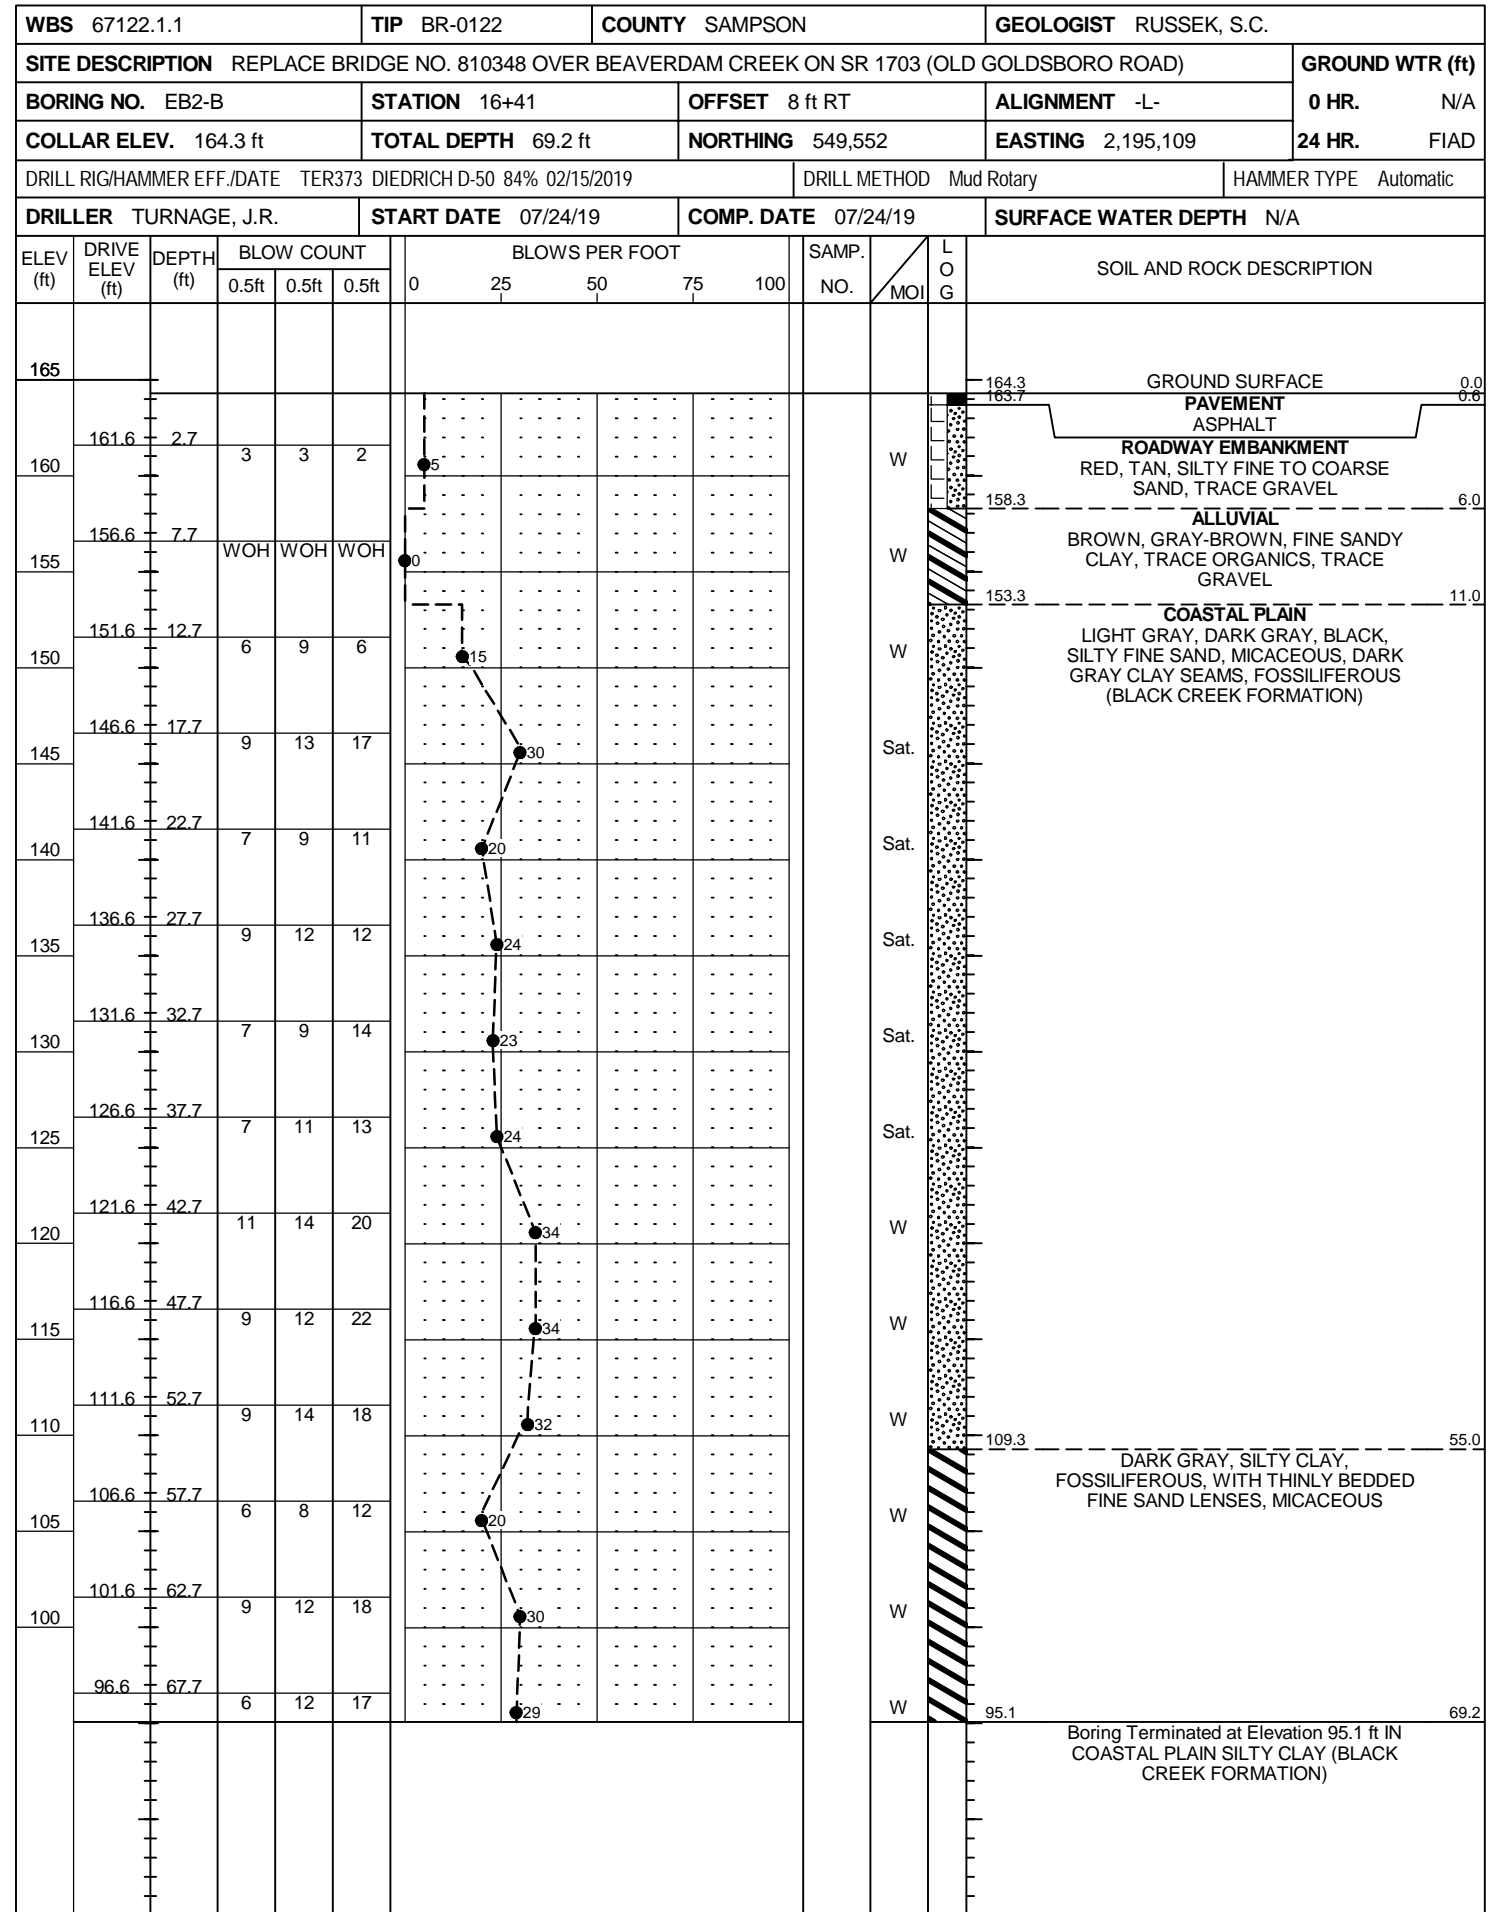 WBS 67122.1.1 TIP BR-0122 COUNTY SAMPSON GEOLOGIST RUSSEK, S.C.
SITE DESCRIPTION REPLACE BRIDGE NO. 810348 OVER BEAVERDAM CREEK ON SR 1703 (OLD GOLDSBORO ROAD) GROUND WTR (ft)
BORING NO. EB2-B STATION 16+41 OFFSET 8 ft RT ALIGNMENT -L- 0 HR. N/A
COLLAR ELEV. 164.3 ft TOTAL DEPTH 69.2 ft NORTHING 549,552 EASTING 2,195,109 24 HR. FIAD
DRILL RIG/HAMMER EFF./DATE TER373 DIEDRICH D-50 84% 02/15/2019 DRILL METHOD Mud Rotary HAMMER TYPE Automatic
DRILLER TURNAGE, J.R. START DATE 07/24/19 COMP. DATE 07/24/19 SURFACE WATER DEPTH N/A
ELEV (ft) DRIVE ELEV (ft) DEPTH (ft) BLOW COUNT BLOWS PER FOOT SAMP. NO. MOI LOG SOIL AND ROCK DESCRIPTION
0.5ft 0.5ft 0.5ft 0 25 50 75 100
165
164.3 GROUND SURFACE 0.0
163.7 PAVEMENT 0.6
ASPHALT
161.6 2.7 ROADWAY EMBANKMENT
3 3 2 5 W
160 RED, TAN, SILTY FINE TO COARSE
SAND, TRACE GRAVEL
158.3 6.0
ALLUVIAL
156.6 7.7 BROWN, GRAY-BROWN, FINE SANDY
WOH WOH WOH 0 W
155 CLAY, TRACE ORGANICS, TRACE
GRAVEL
153.3 11.0
COASTAL PLAIN
151.6 12.7 LIGHT GRAY, DARK GRAY, BLACK,
6 9 6 15 W
150 SILTY FINE SAND, MICACEOUS, DARK
GRAY CLAY SEAMS, FOSSILIFEROUS
(BLACK CREEK FORMATION)
146.6 17.7
9 13 17 30 Sat.
145
141.6 22.7
7 9 11 20 Sat.
140
136.6 27.7
9 12 12 24 Sat.
135
131.6 32.7
7 9 14 23 Sat.
130
126.6 37.7
7 11 13 24 Sat.
125
121.6 42.7
11 14 20 34 W
120
116.6 47.7
9 12 22 34 W
115
111.6 52.7
9 14 18 32 W
110
109.3 55.0
DARK GRAY, SILTY CLAY,
FOSSILIFEROUS, WITH THINLY BEDDED
106.6 57.7 FINE SAND LENSES, MICACEOUS
6 8 12 20 W
105
101.6 62.7
9 12 18 30 W
100
96.6 67.7
6 12 17 29 W
95.1 69.2
Boring Terminated at Elevation 95.1 ft IN
COASTAL PLAIN SILTY CLAY (BLACK
CREEK FORMATION)